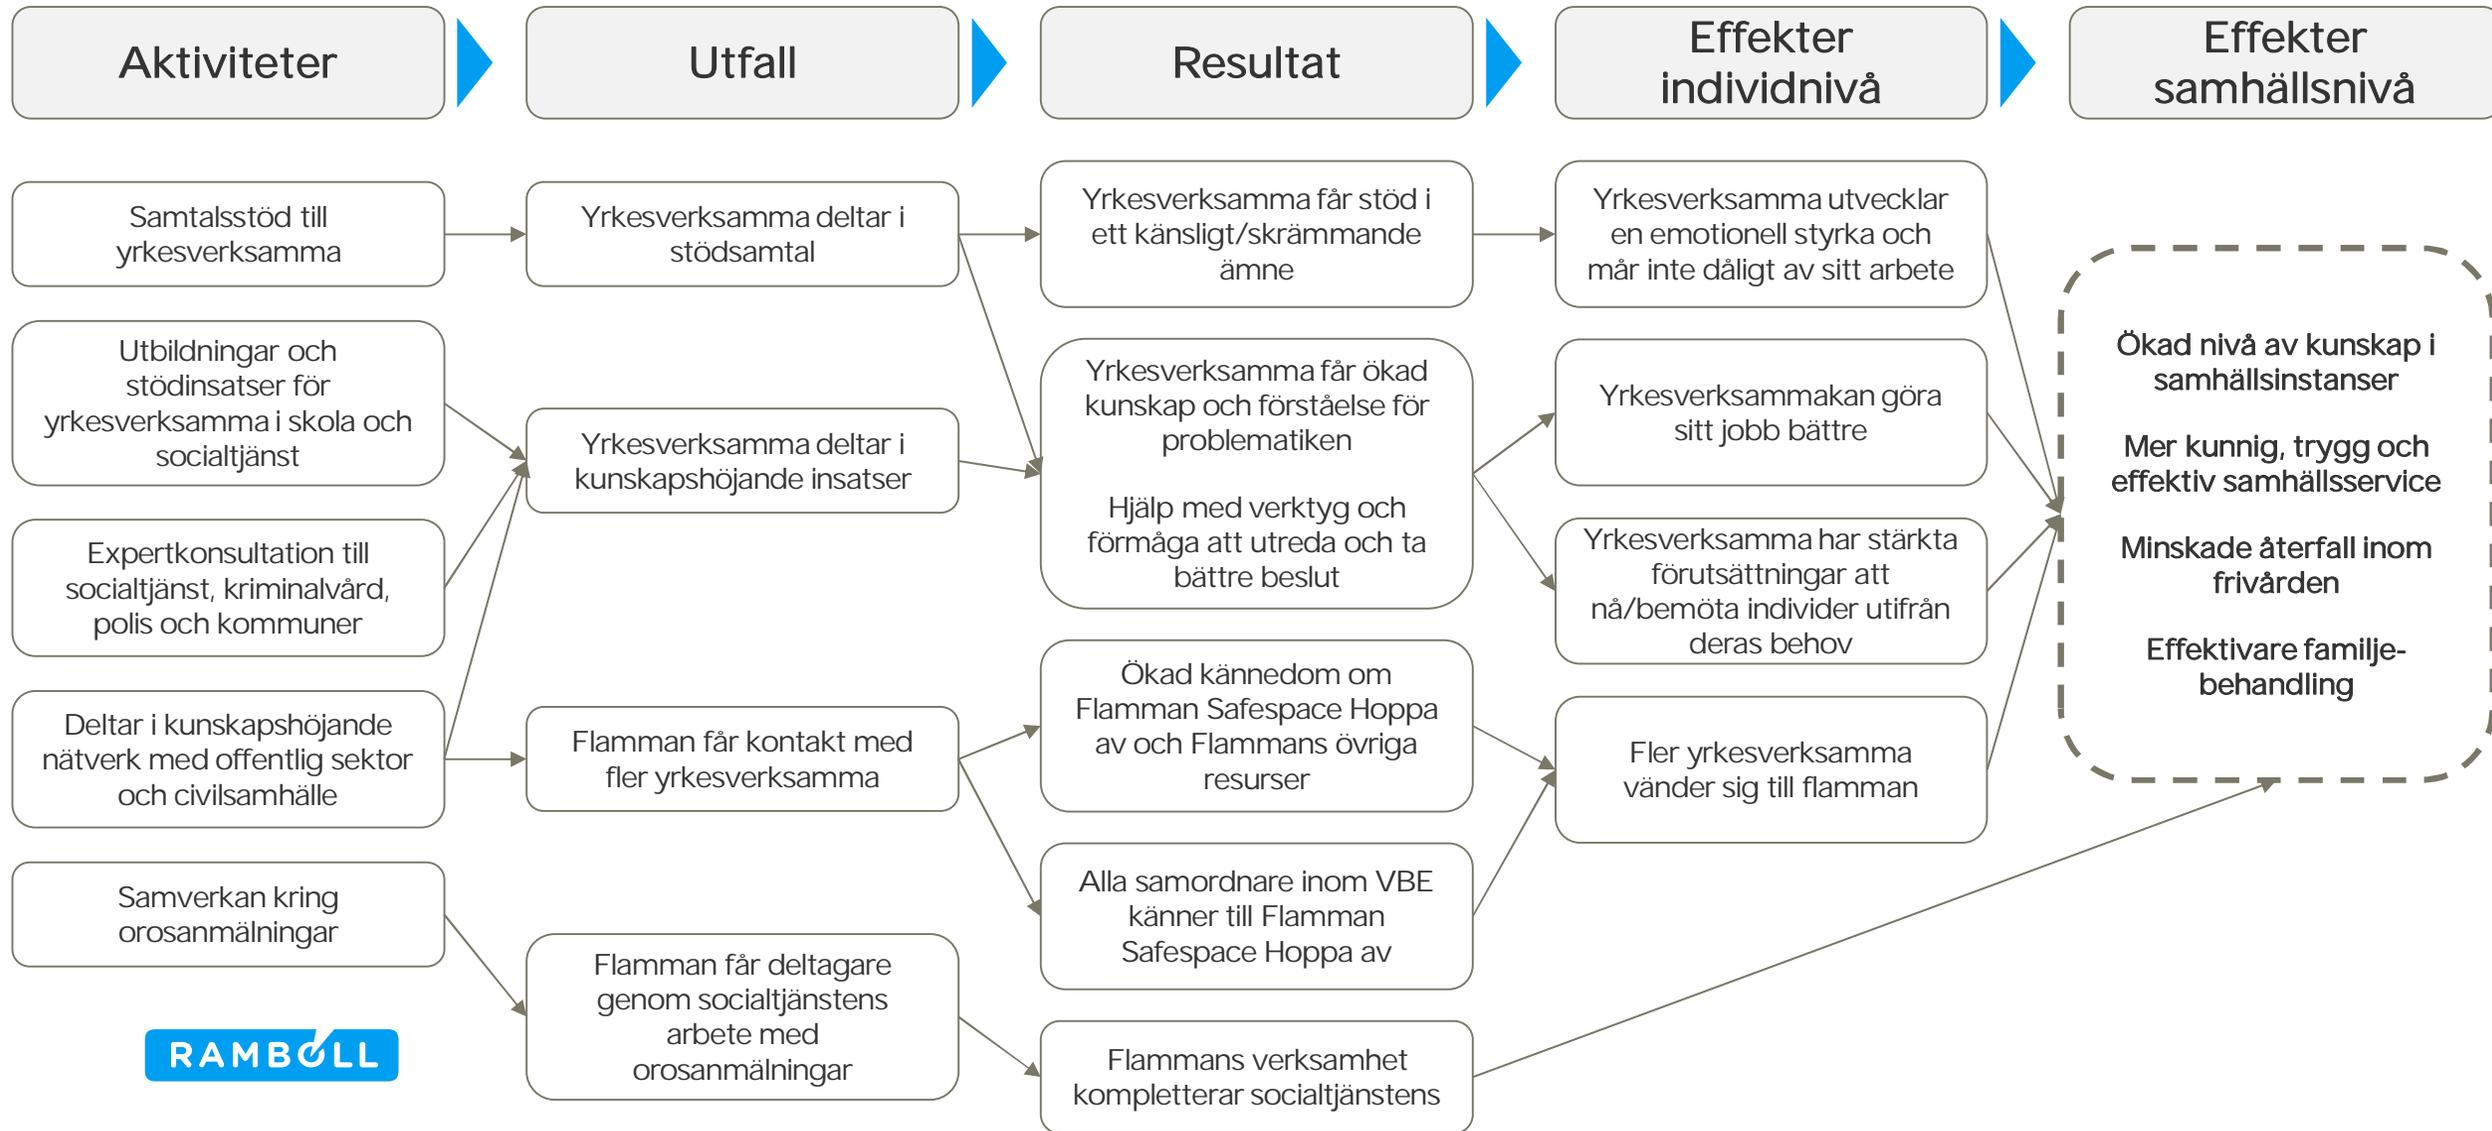 Aktiviteter
Utfall
Resultat
Effekter
individnivå
Effekter
samhällsnivå
Samtalsstöd till
yrkesverksamma
Utbildningar och
stödinsatser för
yrkesverksamma i skola och
socialtjänst
Expertkonsultation till
socialtjänst, kriminalvård,
polis och kommuner
Deltar i kunskapshöjande
nätverk med offentlig sektor
och civilsamhälle
Samverkan kring
orosanmälningar
RAMBOLL
Yrkesverksamma deltar i
stödsamtal
Yrkesverksamma deltar i
kunskapshöjande insatser
Flamman får kontakt med
fler yrkesverksamma
Flamman får deltagare
genom socialtjänstens
arbete med
orosanmälningar
Yrkesverksamma får stöd i
ett känsligt/skrämmande
ämne
Yrkesverksamma får ökad
kunskap och förståelse för
problematiken
Hjälp med verktyg och
förmåga att utreda och ta
bättre beslut
Ökad kännedom om
Flamman Safespace Hoppa
av och Flammans övriga
resurser
Alla samordnare inom VBE
känner till Flamman
Safespace Hoppa av
Flammans verksamhet
kompletterar socialtjänstens
Yrkesverksamma utvecklar
en emotionell styrka och
mår inte dåligt av sitt arbete
Yrkesverksammakan göra
sitt jobb bättre
Yrkesverksamma har stärkta
förutsättningar att
nå/bemöta individer utifrån
deras behov
Fler yrkesverksamma
vänder sig till flamman
Ökad nivå av kunskap i
samhällsinstanser
Mer kunnig, trygg och
effektiv samhällsservice
Minskade återfall inom
frivården
Effektivare familje-
behandling